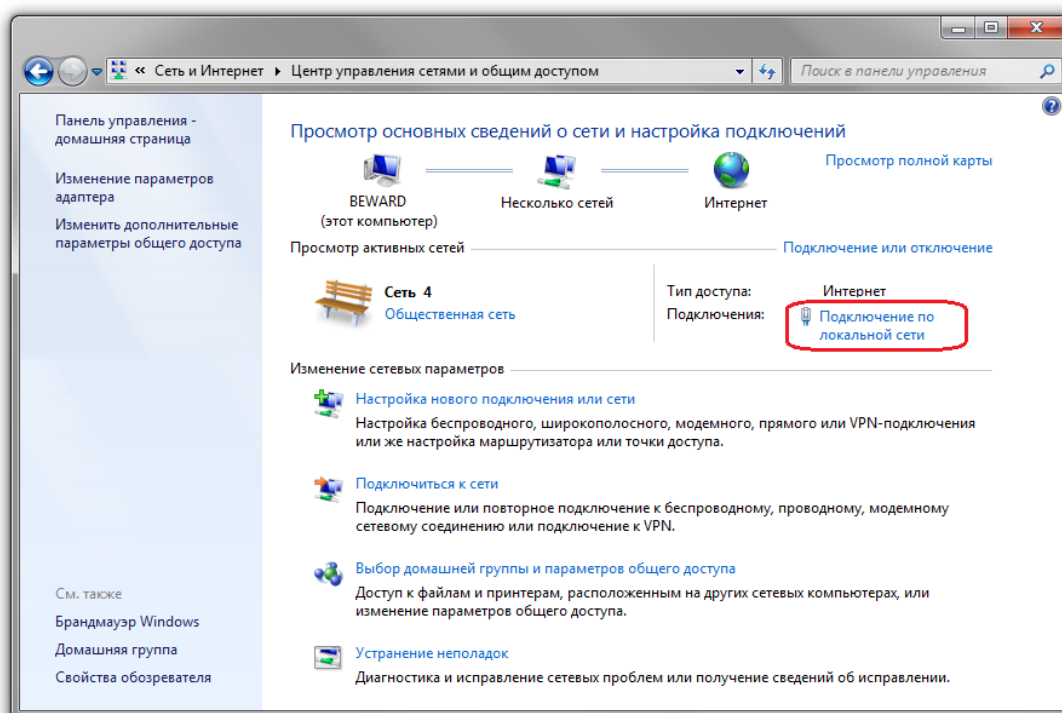 « Сеть и Интернет ▸ Центр управления сетями и общим доступом
Поиск в панели управления
Панель управления -
домашняя страница
Изменение параметров
адаптера
Изменить дополнительные
параметры общего доступа
См. также
Брандмауэр Windows
Домашняя группа
Свойства обозревателя
Просмотр основных сведений о сети и настройка подключений
Просмотр полной карты
BEWARD
(этот компьютер)
Несколько сетей
Интернет
Просмотр активных сетей
Подключение или отключение
Сеть 4
Общественная сеть
Тип доступа: Интернет
Подключения: Подключение по
локальной сети
Изменение сетевых параметров
Настройка нового подключения или сети
Настройка беспроводного, широкополосного, модемного, прямого или VPN-подключения
или же настройка маршрутизатора или точки доступа.
Подключиться к сети
Подключение или повторное подключение к беспроводному, проводному, модемному
сетевому соединению или подключение к VPN.
Выбор домашней группы и параметров общего доступа
Доступ к файлам и принтерам, расположенным на других сетевых компьютерах, или
изменение параметров общего доступа.
Устранение неполадок
Диагностика и исправление сетевых проблем или получение сведений об исправлении.